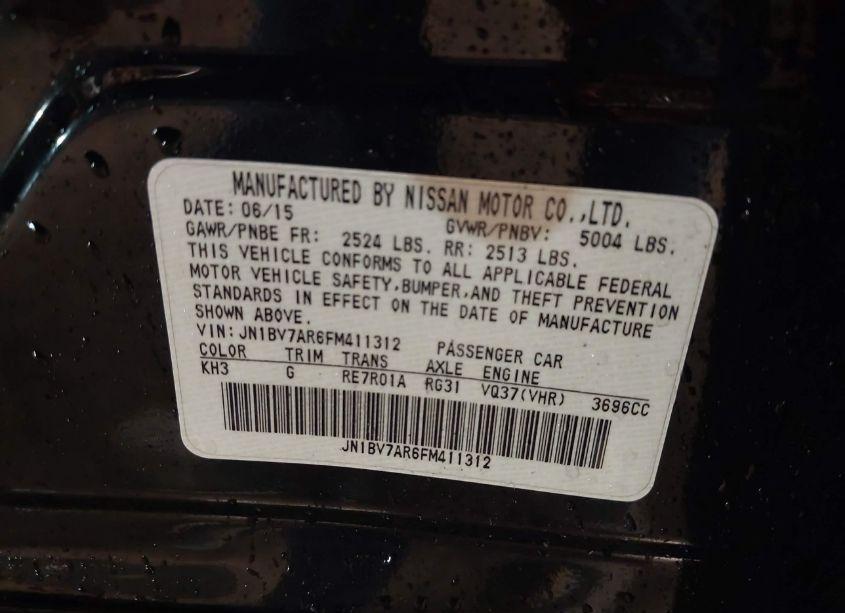 MANUFACTURED BY NISSAN MOTOR CO.,LTD.
DATE: 06/15 GVWR/PNBV: 5004 LBS.
GAWR/PNBE FR: 2524 LBS. RR: 2513 LBS.
THIS VEHICLE CONFORMS TO ALL APPLICABLE FEDERAL
MOTOR VEHICLE SAFETY,BUMPER,AND THEFT PREVENTION
STANDARDS IN EFFECT ON THE DATE OF MANUFACTURE
SHOWN ABOVE.
VIN:JN1BV7AR6FM411312 PASSENGER CAR
COLOR TRIM TRANS AXLE ENGINE
KH3 G RE7R01A RG31 VQ37(VHR) 3696CC
JN1BV7AR6FM411312